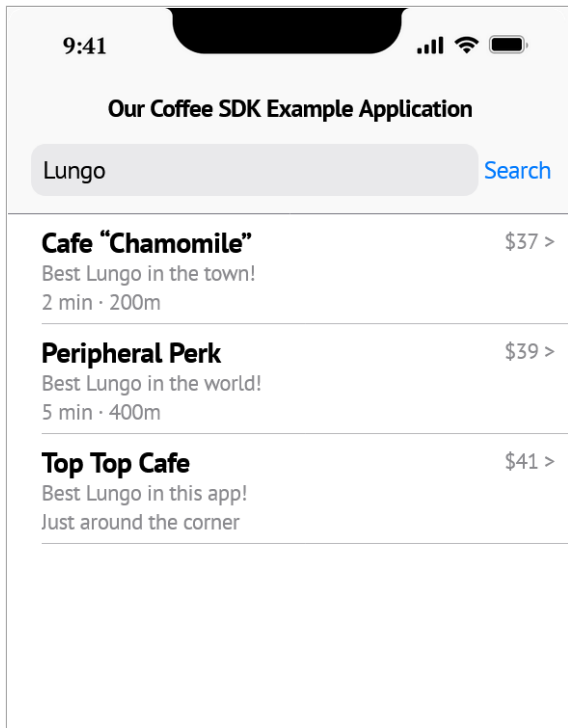 9:41
Our Coffee SDK Example Application
Lungo
Search
Cafe “Chamomile”
$37 >
Best Lungo in the town!
2 min · 200m
Peripheral Perk
$39 >
Best Lungo in the world!
5 min · 400m
Top Top Cafe
$41 >
Best Lungo in this app!
Just around the corner